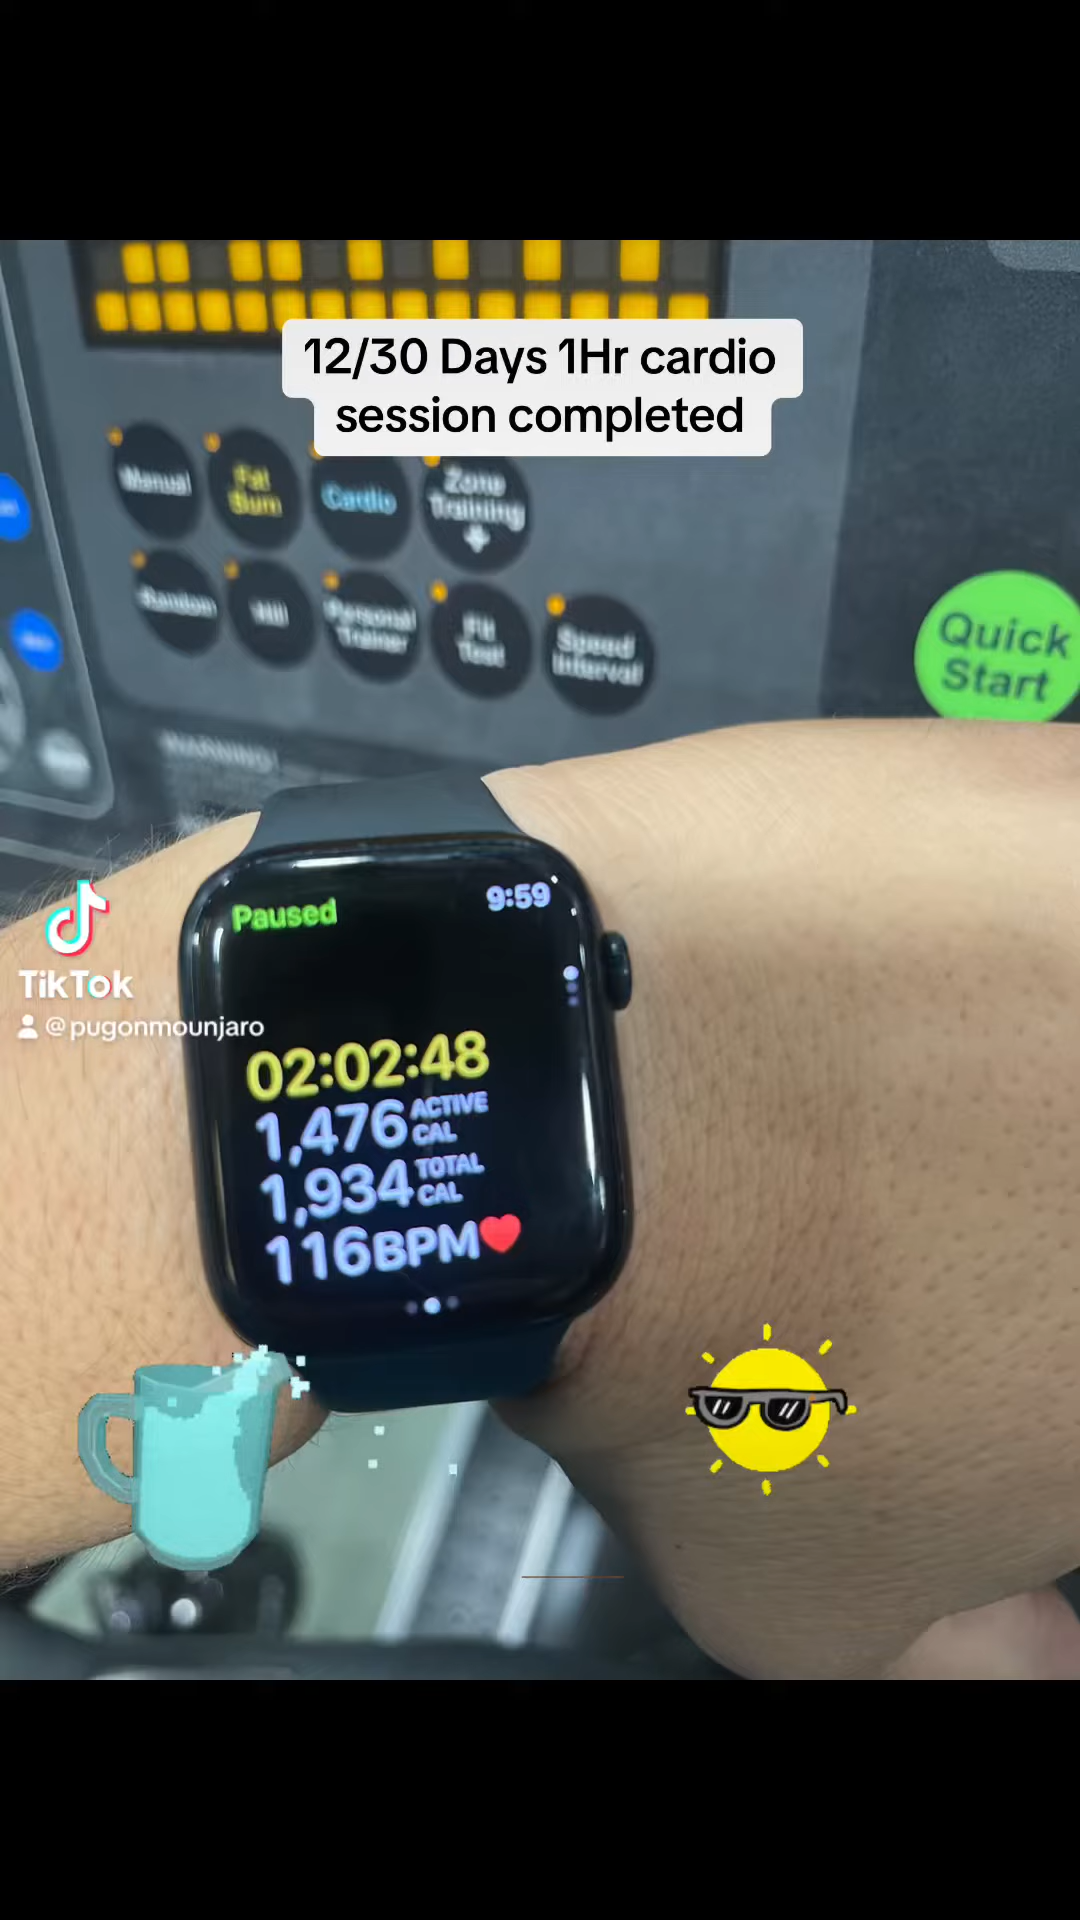 12/30 Days 1Hr cardio
session completed
Manual
Fat
Burn
Cardio
Zone
Training
Random
Hill
Personal
Trainer
Fit
Test
Speed
Interval
Quick
Start
WARNING!
Paused
9:59
02:02:48
1,476 ACTIVE CAL
1,934 TOTAL CAL
116BPM
TikTok
@pugonmounjaro